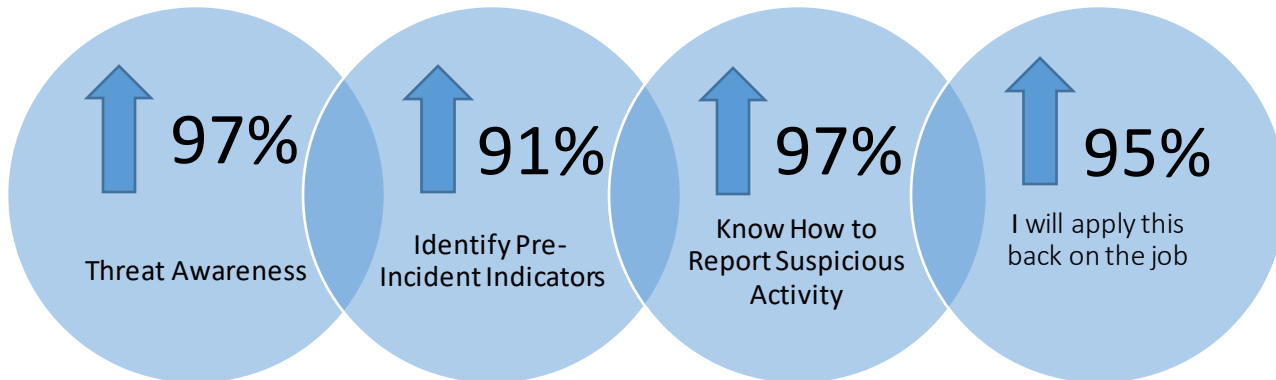 97%
Threat Awareness
91%
Identify Pre-
Incident Indicators
97%
Know How to
Report Suspicious
Activity
95%
I will apply this
back on the job